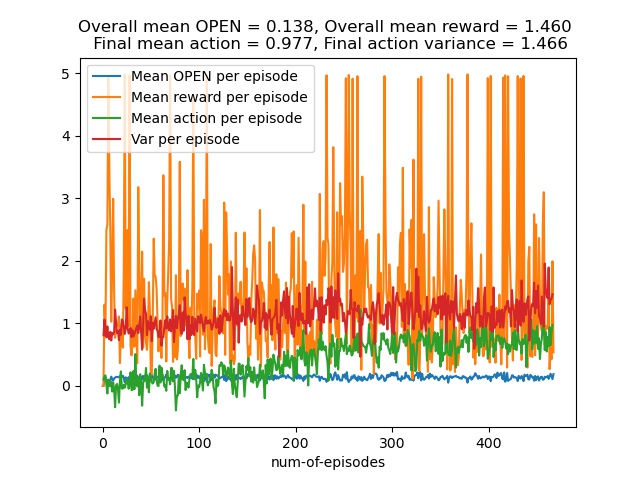 Overall mean OPEN = 0.138, Overall mean reward = 1.460
Final mean action = 0.977, Final action variance = 1.466
5
4
3
2
1
0
Mean OPEN per episode
Mean reward per episode
Mean action per episode
Var per episode
0 100 200 300 400
num-of-episodes